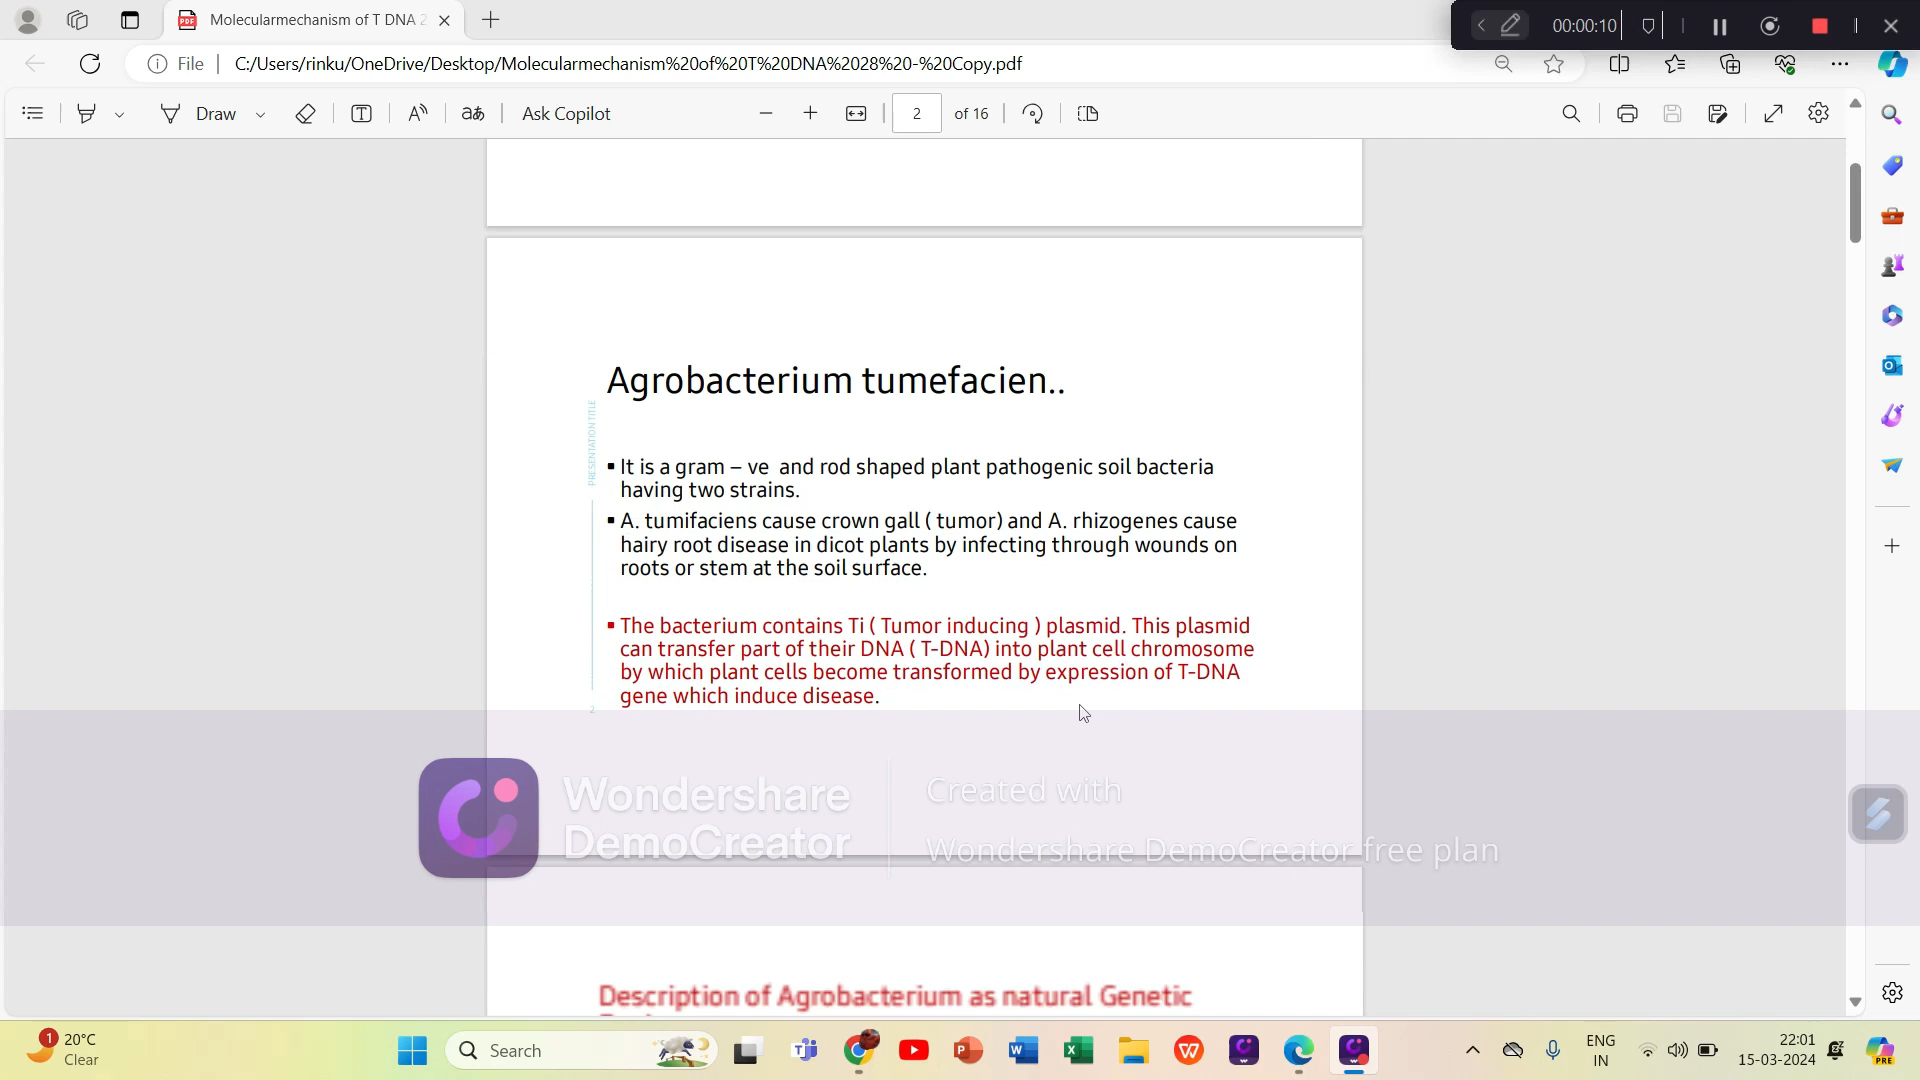 Molecularmechanism of T DNA 2
00:00:10
File
C:/Users/rinku/OneDrive/Desktop/Molecularmechanism%20of%20T%20DNA%2028%20-%20Copy.pdf
Draw
Ask Copilot
2
of 16
Agrobacterium tumefacien..
PRESENTATION TITLE
▪ It is a gram – ve and rod shaped plant pathogenic soil bacteria
having two strains.
▪ A. tumifaciens cause crown gall ( tumor) and A. rhizogenes cause
hairy root disease in dicot plants by infecting through wounds on
roots or stem at the soil surface.
▪ The bacterium contains Ti ( Tumor inducing ) plasmid. This plasmid
can transfer part of their DNA ( T-DNA) into plant cell chromosome
by which plant cells become transformed by expression of T-DNA
gene which induce disease.
2
Wondershare
DemoCreator
Created with
Wondershare DemoCreator free plan
Description of Agrobacterium as natural Genetic
1
20°C
Clear
Search
ENG
IN
22:01
15-03-2024
PRE